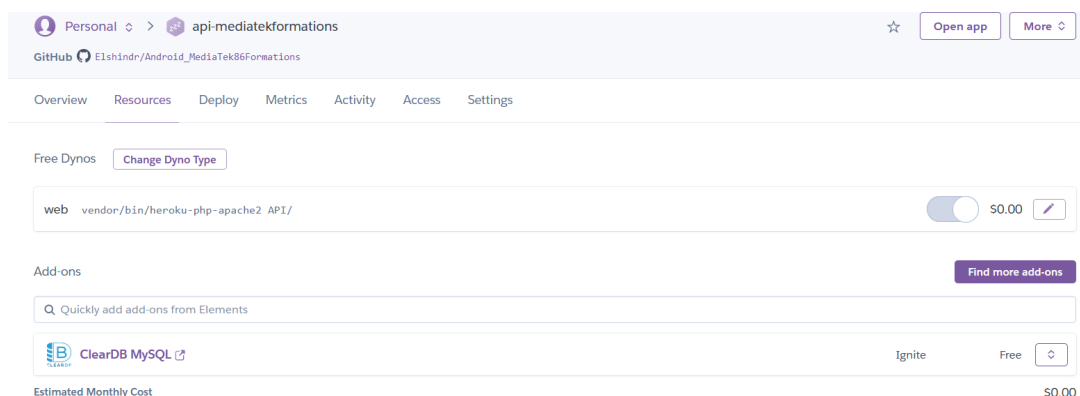 Personal > api-mediatekformations Open app More
GitHub Elshindr/Android_MediaTek86Formations
Overview Resources Deploy Metrics Activity Access Settings
Free Dynos Change Dyno Type
web vendor/bin/heroku-php-apache2 API/ $0.00
Add-ons Find more add-ons
Quickly add add-ons from Elements
ClearDB MySQL Ignite Free
CLEARDB
Estimated Monthly Cost $0.00